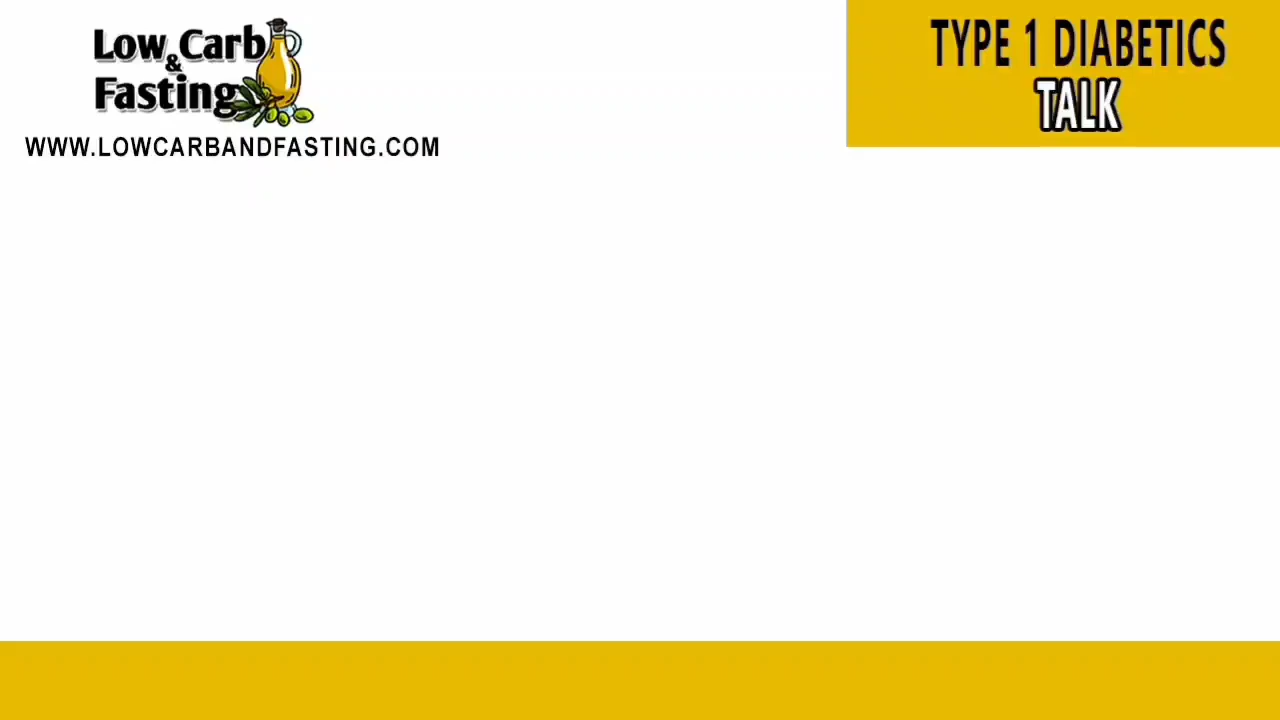 Low Carb
&
Fasting
WWW.LOWCARBANDFASTING.COM
TYPE 1 DIABETICS
TALK